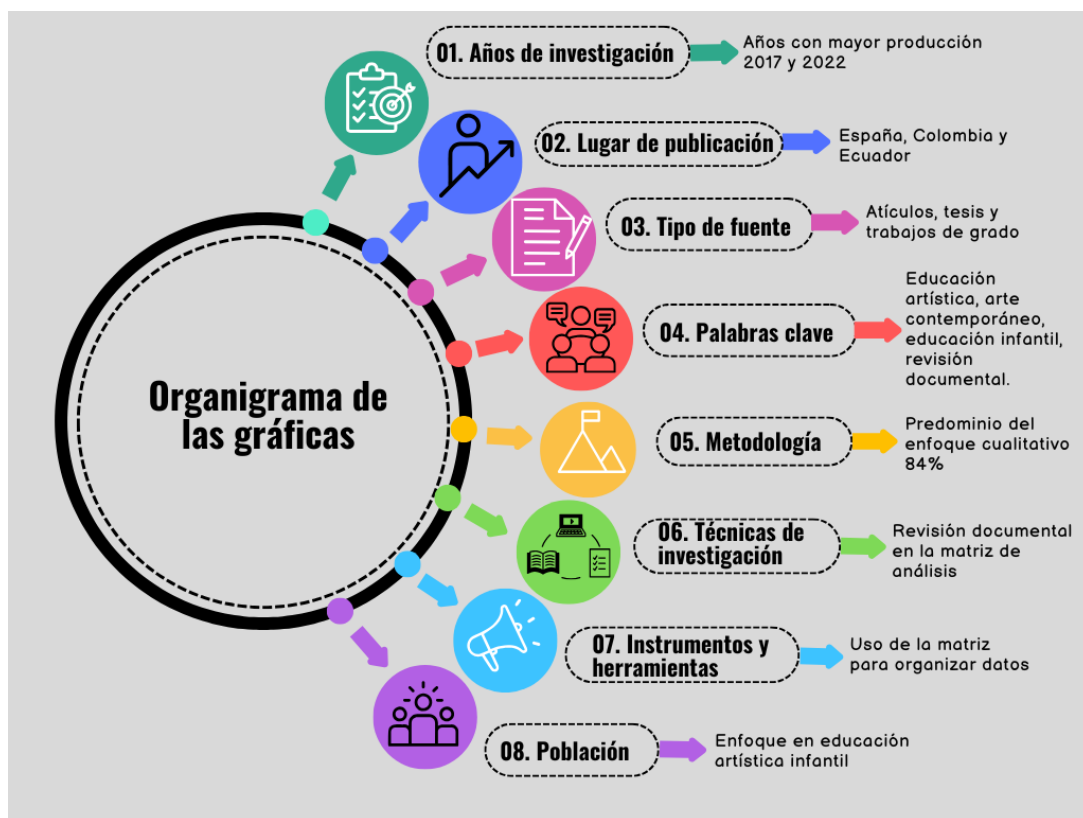 01. Años de investigación
Años con mayor producción
2017 y 2022
02. Lugar de publicación
España, Colombia y
Ecuador
03. Tipo de fuente
Atículos, tesis y
trabajos de grado
04. Palabras clave
Educación
artística, arte
contemporáneo,
educación infantil,
revisión
documental.
Organigrama de
las gráficas
05. Metodología
Predominio del
enfoque cualitativo
84%
06. Técnicas de
investigación
Revisión documental
en la matriz de
análisis
07. Instrumentos y
herramientas
Uso de la matriz
para organizar datos
08. Población
Enfoque en educación
artística infantil